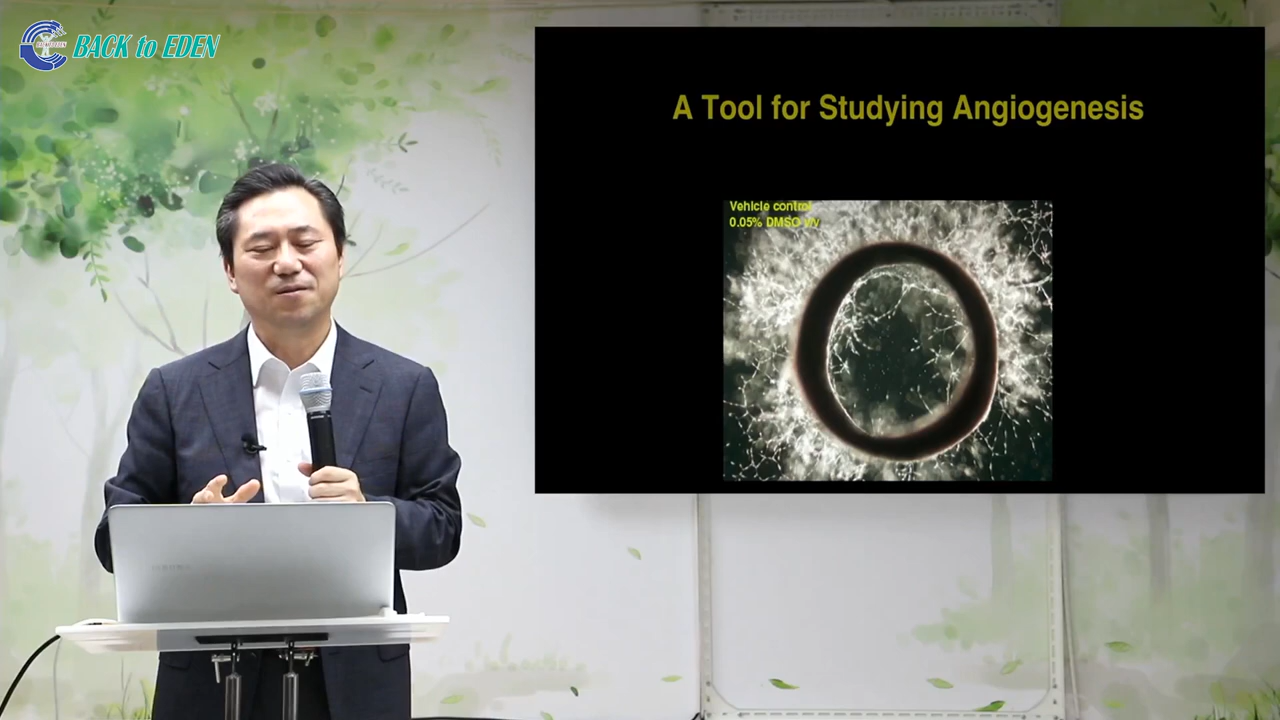 BACK to EDEN
A Tool for Studying Angiogenesis
Vehicle control
0.05% DMSO v/v